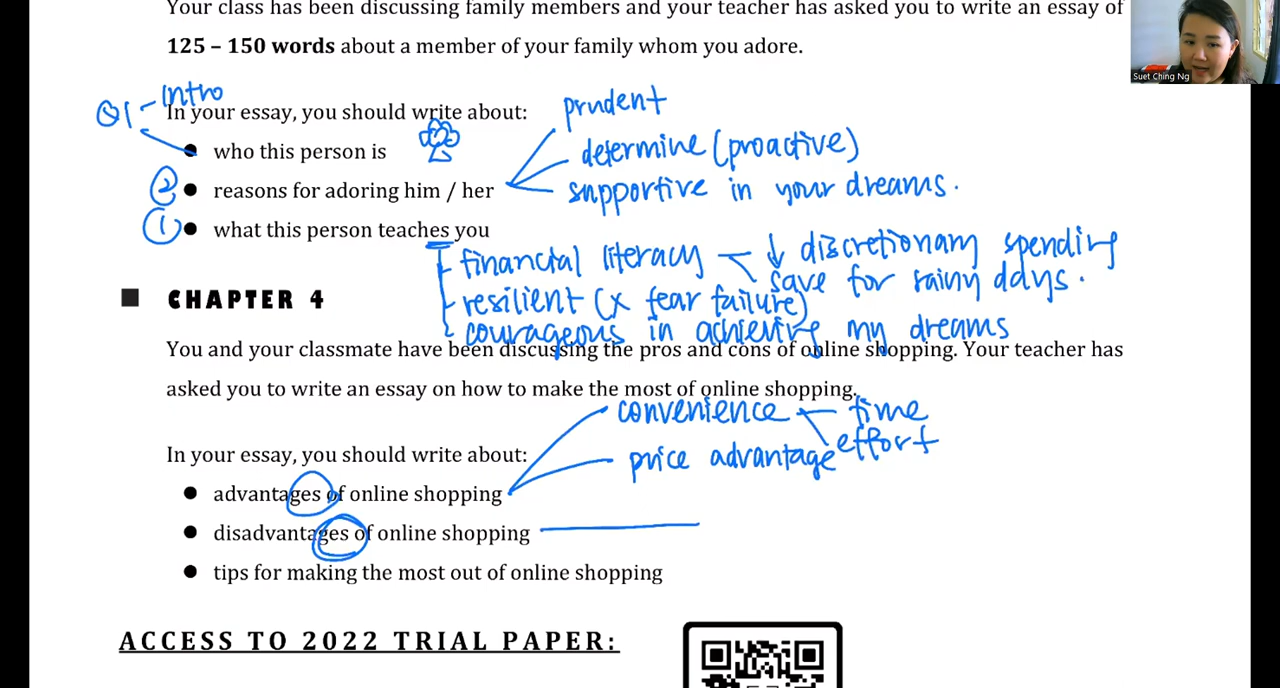 Your class has been discussing family members and your teacher has asked you to write an essay of
125 – 150 words about a member of your family whom you adore.
Suet Ching Ng
Intro
Q1
In your essay, you should write about:
prudent
● who this person is
determine (proactive)
② ● reasons for adoring him / her
supportive in your dreams.
① ● what this person teaches you
financial literacy ↓ discretionary spending
save for rainy days.
■ CHAPTER 4
resilient (x fear failure)
courageous in achieving my dreams
You and your classmate have been discussing the pros and cons of online shopping. Your teacher has
asked you to write an essay on how to make the most of online shopping.
convenience time
effort
In your essay, you should write about:
price advantage
● advantages of online shopping
● disadvantages of online shopping
● tips for making the most out of online shopping
ACCESS TO 2022 TRIAL PAPER: